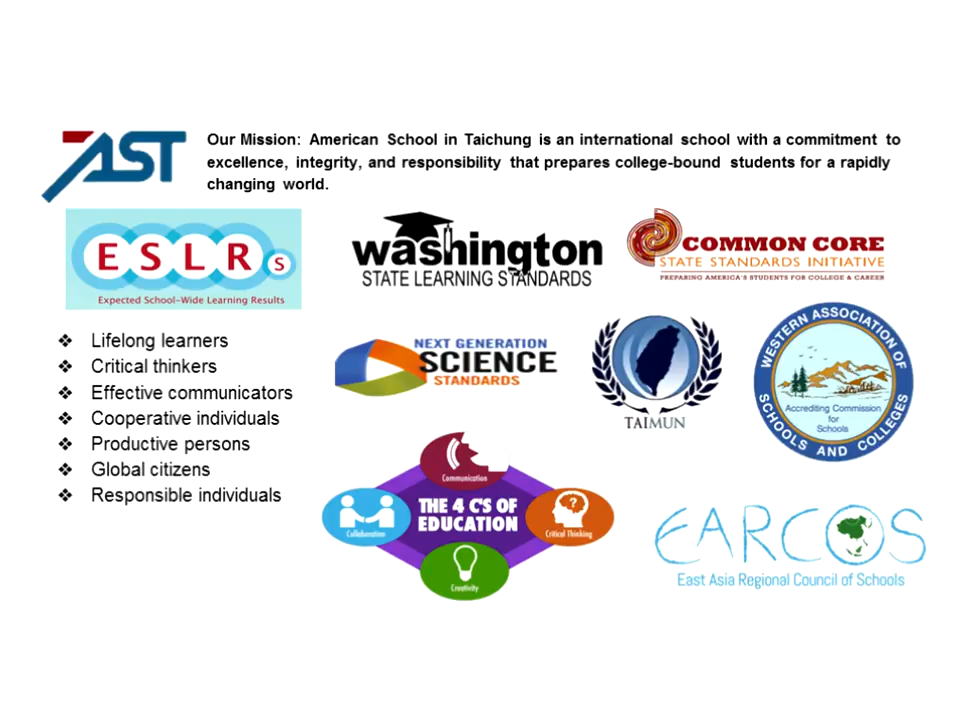 AST
Our Mission: American School in Taichung is an international school with a commitment to
excellence, integrity, and responsibility that prepares college-bound students for a rapidly
changing world.
ESLRs
Expected School-Wide Learning Results
washington
STATE LEARNING STANDARDS
COMMON CORE
STATE STANDARDS INITIATIVE
PREPARING AMERICA'S STUDENTS FOR COLLEGE & CAREER
❖ Lifelong learners
❖ Critical thinkers
❖ Effective communicators
❖ Cooperative individuals
❖ Productive persons
❖ Global citizens
❖ Responsible individuals
NEXT GENERATION
SCIENCE
STANDARDS
TAIMUN
WESTERN ASSOCIATION OF
SCHOOLS AND COLLEGES
Accrediting Commission
for
Schools
Communication
THE 4 C'S OF
EDUCATION
Collaboration
Critical Thinking
Creativity
EARCOS
East Asia Regional Council of Schools